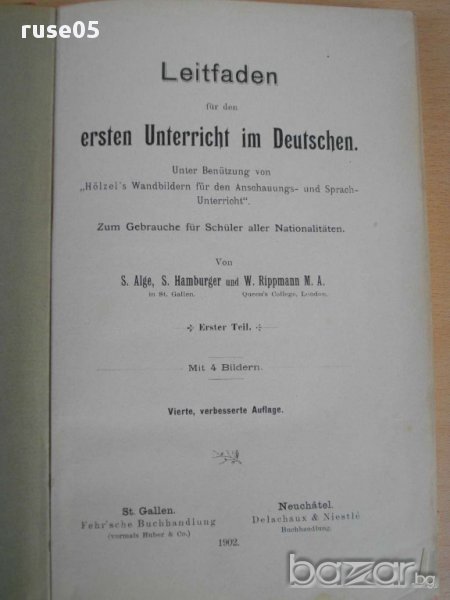 ruse05
Leitfaden
für den
ersten Unterricht im Deutschen.
Unter Benützung von
„Hölzel's Wandbildern für den Anschauungs- und Sprach-
Unterricht".
Zum Gebrauche für Schüler aller Nationalitäten.
Von
S. Alge, S. Hamburger und W. Rippmann M. A.
in St. Gallen. Queen's College, London.
Erster Teil.
Mit 4 Bildern.
Vierte, verbesserte Auflage.
St. Gallen. Neuchâtel.
Fehr'sche Buchhandlung Delachaux & Niestlé
(vormals Huber & Co.) Buchhandlung.
1902.
bazar.bg